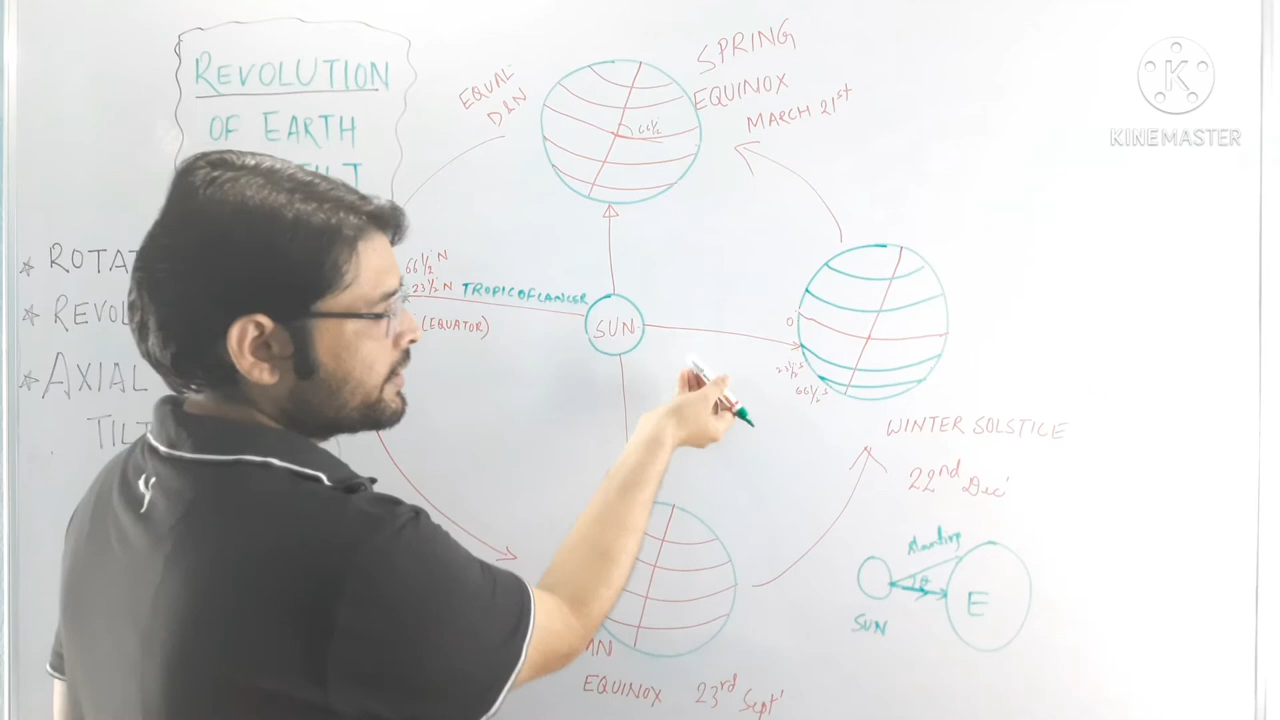 REVOLUTION
OF EARTH
ROTAT
REVOL
AXIAL
TILT
EQUAL
D&N
66½
SPRING
EQUINOX
MARCH 21st
K
KINEMASTER
66½°N
23½°N TROPIC OF CANCER
(EQUATOR)
SUN
0°
23½°S
66½°S
WINTER SOLSTICE
22nd Dec'
slanting
θ
E
SUN
MN
EQUINOX 23rd Sept'
y